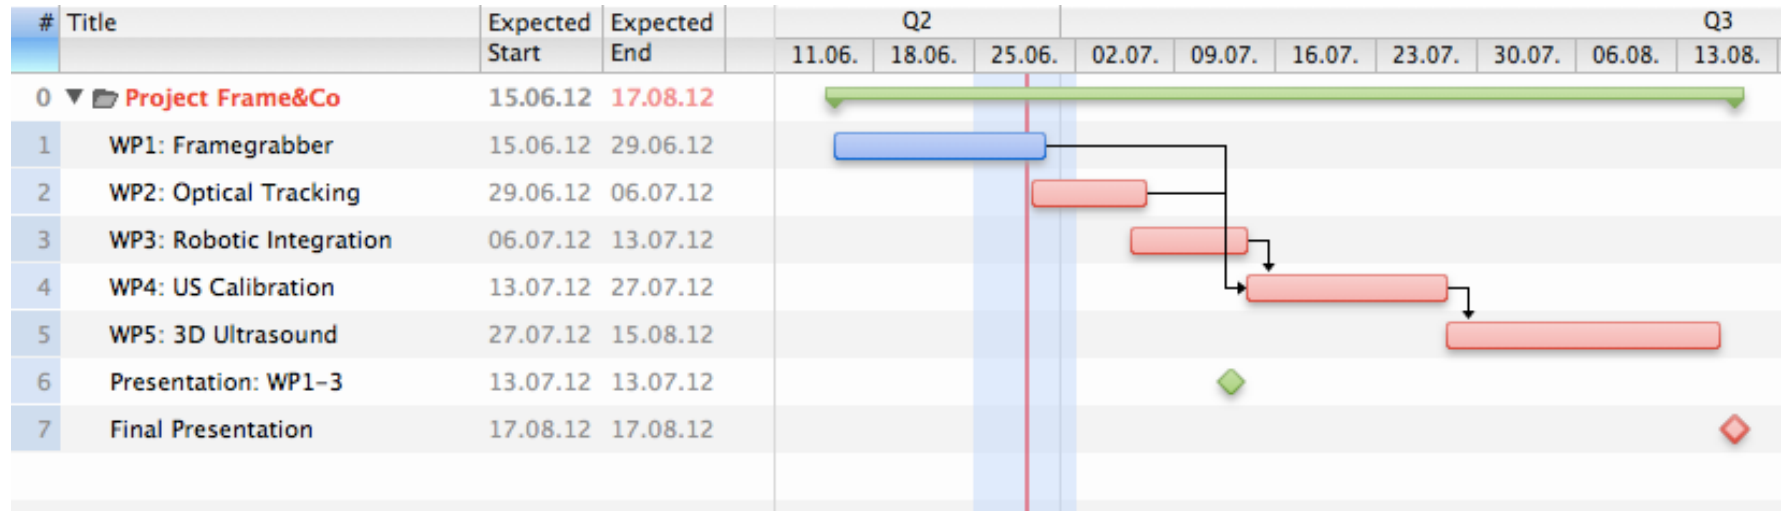 # Title Expected Expected Q2 Q3
Start End 11.06. 18.06. 25.06. 02.07. 09.07. 16.07. 23.07. 30.07. 06.08. 13.08.
0 Project Frame&Co 15.06.12 17.08.12
1 WP1: Framegrabber 15.06.12 29.06.12
2 WP2: Optical Tracking 29.06.12 06.07.12
3 WP3: Robotic Integration 06.07.12 13.07.12
4 WP4: US Calibration 13.07.12 27.07.12
5 WP5: 3D Ultrasound 27.07.12 15.08.12
6 Presentation: WP1-3 13.07.12 13.07.12
7 Final Presentation 17.08.12 17.08.12